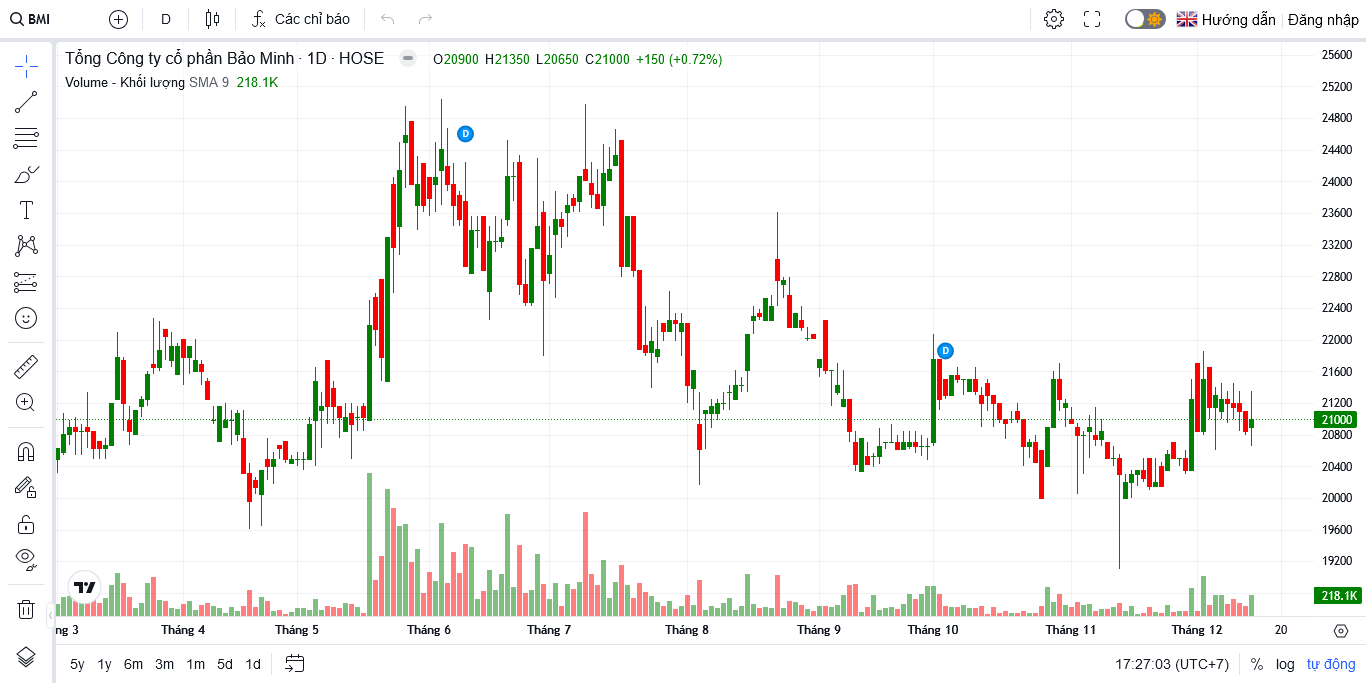 BMI D Các chỉ báo Hướng dẫn Đăng nhập
Tổng Công ty cổ phần Bảo Minh · 1D · HOSE O20900 H21350 L20650 C21000 +150 (+0.72%)
Volume - Khối lượng SMA 9 218.1K
D
D
25600
25200
24800
24400
24000
23600
23200
22800
22400
22000
21600
21200
21000
20800
20400
20000
19600
19200
218.1K
ng 3 Tháng 4 Tháng 5 Tháng 6 Tháng 7 Tháng 8 Tháng 9 Tháng 10 Tháng 11 Tháng 12 20
5y 1y 6m 3m 1m 5d 1d 17:27:03 (UTC+7) % log tự động